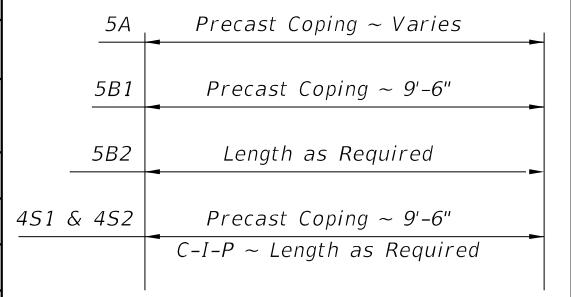 5A Precast Coping ~ Varies
5B1 Precast Coping ~ 9'-6"
5B2 Length as Required
4S1 & 4S2 Precast Coping ~ 9'-6"
C-I-P ~ Length as Required